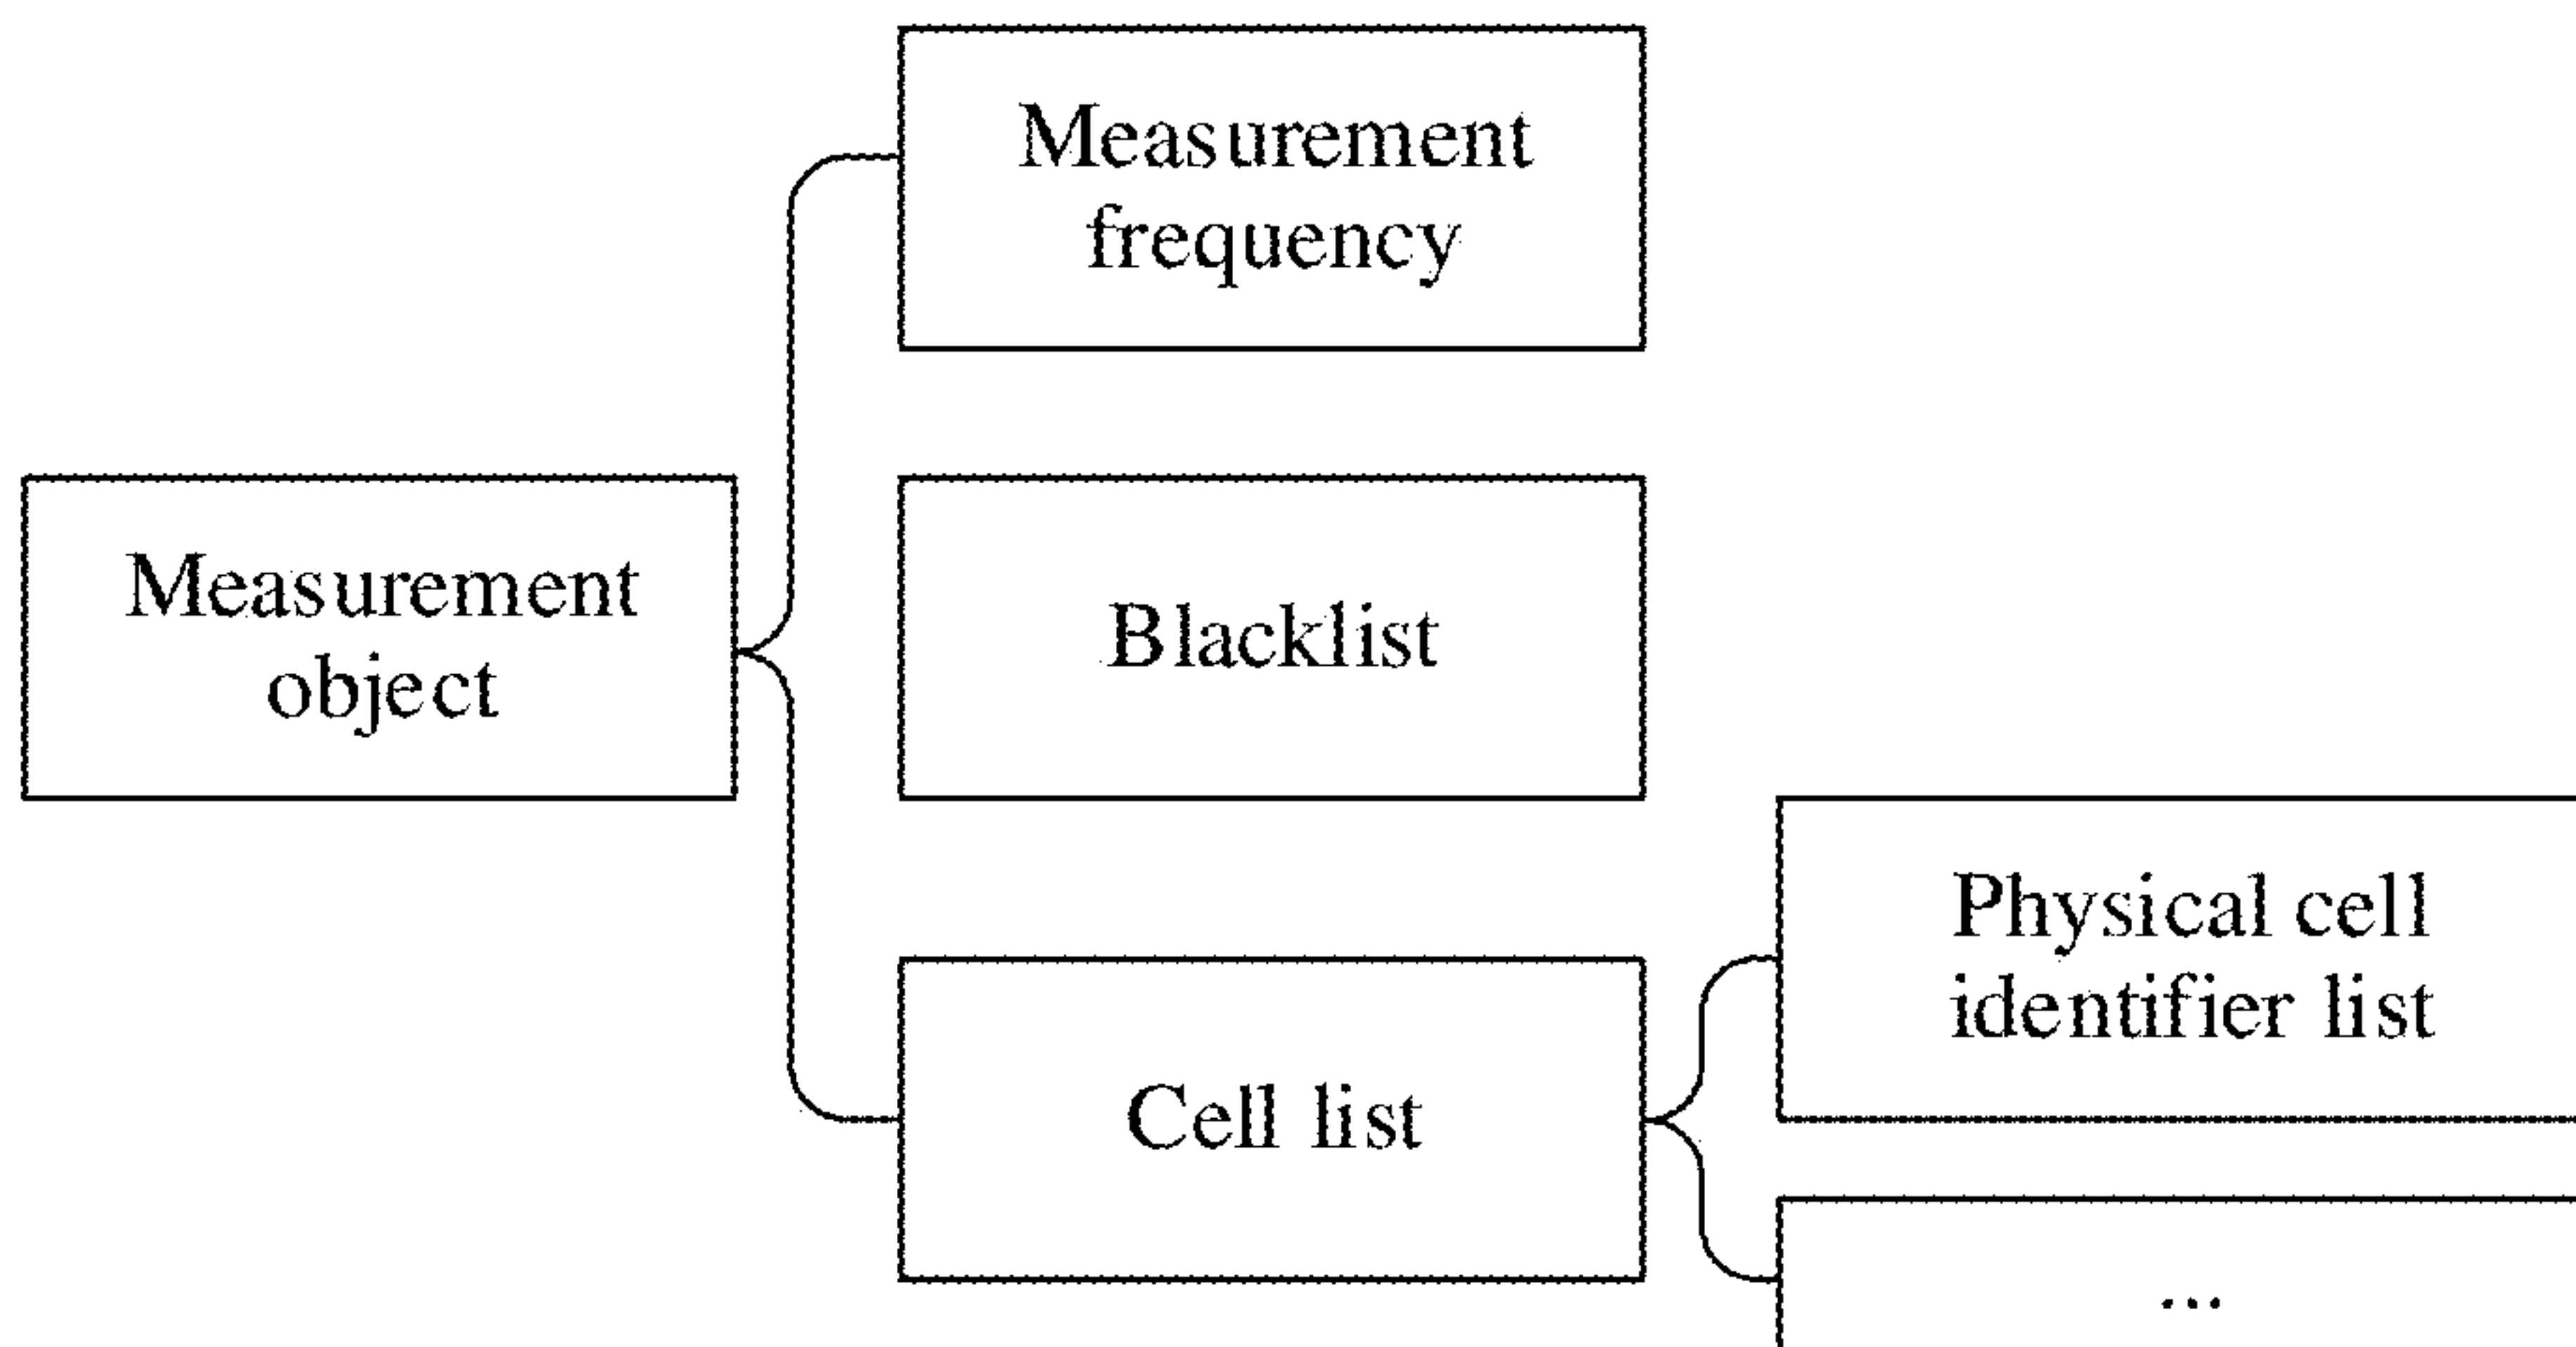 Measurement
frequency
Measurement
object
Blacklist
Cell list
Physical cell
identifier list
...